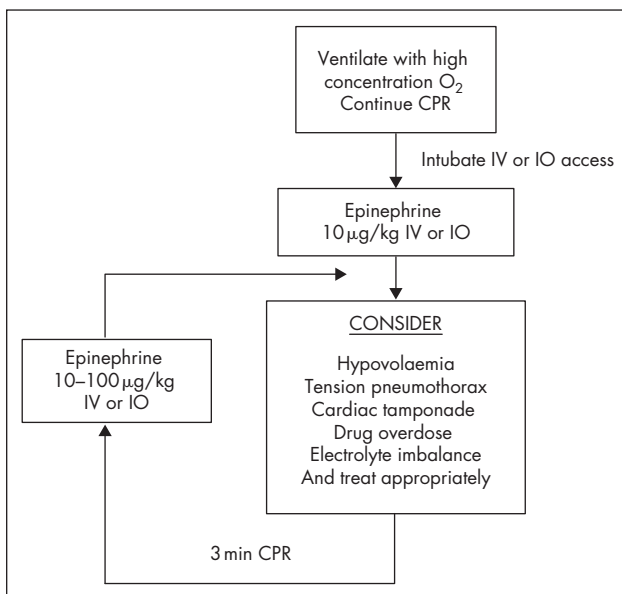 Ventilate with high
concentration O₂
Continue CPR
Intubate IV or IO access
Epinephrine
10 μg/kg IV or IO
CONSIDER
Hypovolaemia
Tension pneumothorax
Cardiac tamponade
Drug overdose
Electrolyte imbalance
And treat appropriately
Epinephrine
10–100 μg/kg
IV or IO
3 min CPR